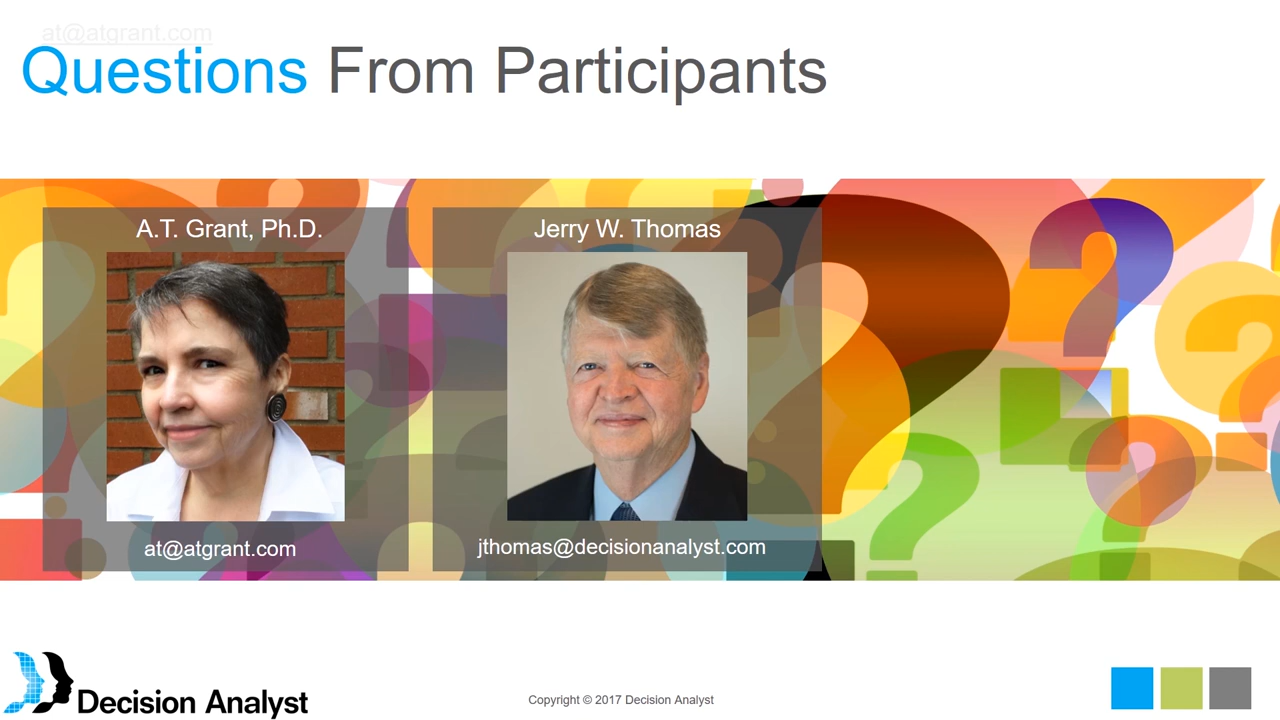 at@atgrant.com
Questions From Participants
A.T. Grant, Ph.D.
Jerry W. Thomas
at@atgrant.com
jthomas@decisionanalyst.com
Decision Analyst
Copyright © 2017 Decision Analyst